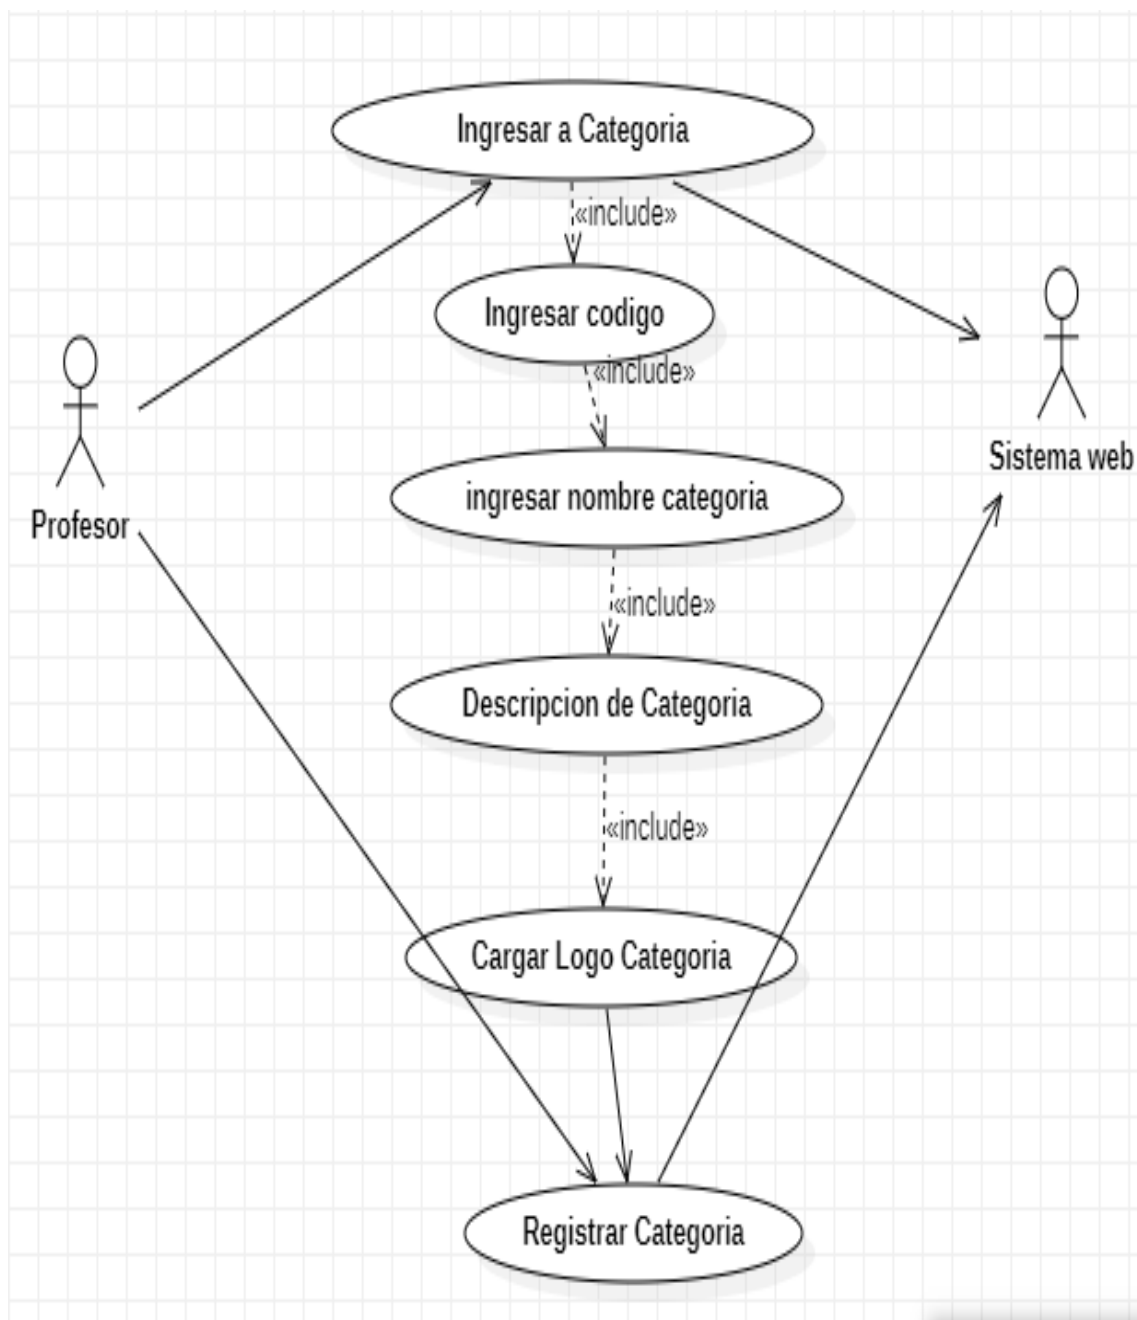 Ingresar a Categoria
«include»
Ingresar codigo
«include»
Sistema web
ingresar nombre categoria
Profesor
«include»
Descripcion de Categoria
«include»
Cargar Logo Categoria
Registrar Categoria